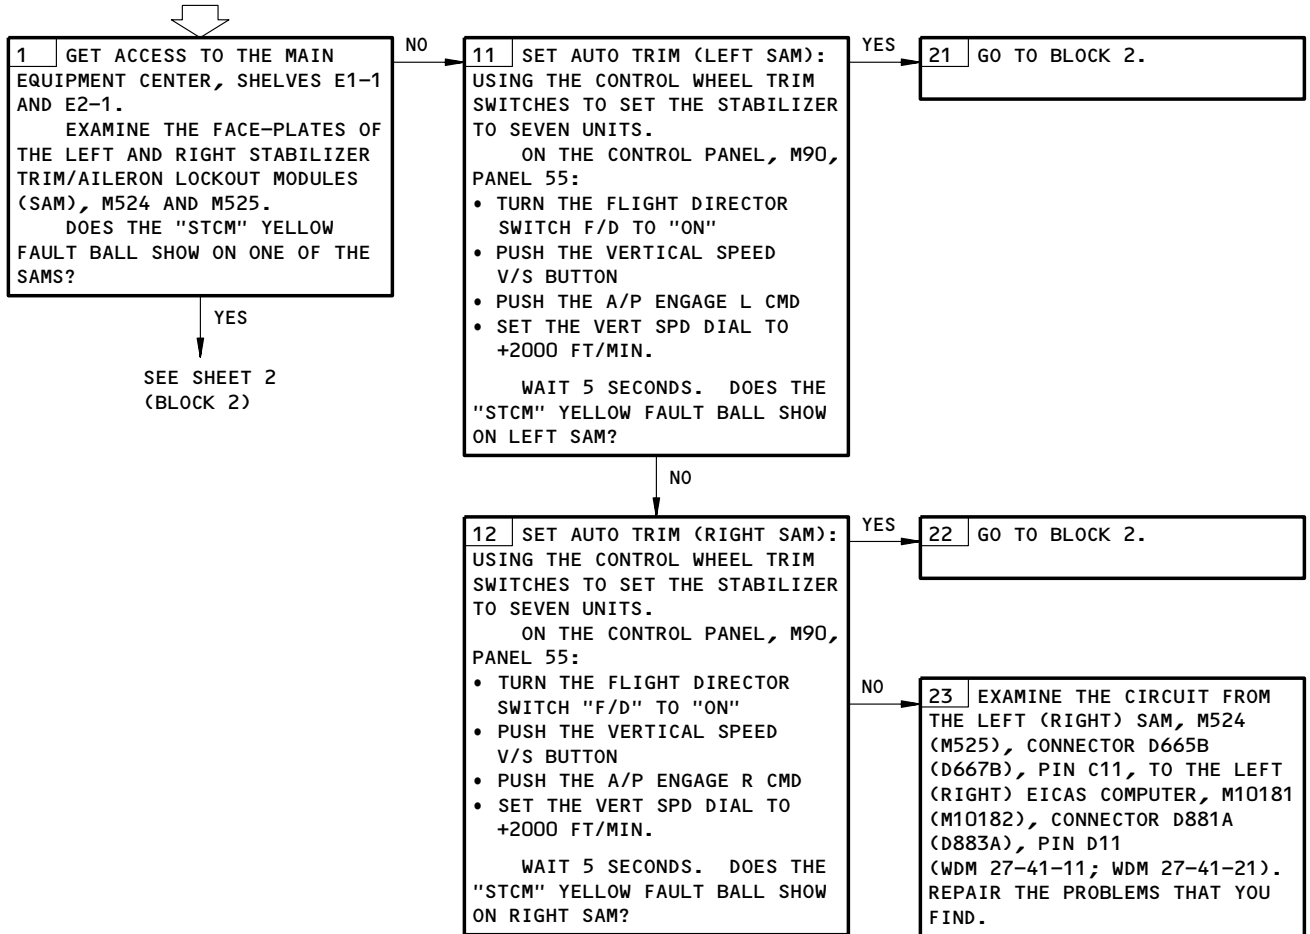 1 GET ACCESS TO THE MAIN
EQUIPMENT CENTER, SHELVES E1-1
AND E2-1.
EXAMINE THE FACE-PLATES OF
THE LEFT AND RIGHT STABILIZER
TRIM/AILERON LOCKOUT MODULES
(SAM), M524 AND M525.
DOES THE "STCM" YELLOW
FAULT BALL SHOW ON ONE OF THE
SAMS?
YES
SEE SHEET 2
(BLOCK 2)
NO
11 SET AUTO TRIM (LEFT SAM):
USING THE CONTROL WHEEL TRIM
SWITCHES TO SET THE STABILIZER
TO SEVEN UNITS.
ON THE CONTROL PANEL, M90,
PANEL 55:
• TURN THE FLIGHT DIRECTOR
SWITCH F/D TO "ON"
• PUSH THE VERTICAL SPEED
V/S BUTTON
• PUSH THE A/P ENGAGE L CMD
• SET THE VERT SPD DIAL TO
+2000 FT/MIN.
WAIT 5 SECONDS. DOES THE
"STCM" YELLOW FAULT BALL SHOW
ON LEFT SAM?
YES
21 GO TO BLOCK 2.
NO
12 SET AUTO TRIM (RIGHT SAM):
USING THE CONTROL WHEEL TRIM
SWITCHES TO SET THE STABILIZER
TO SEVEN UNITS.
ON THE CONTROL PANEL, M90,
PANEL 55:
• TURN THE FLIGHT DIRECTOR
SWITCH "F/D" TO "ON"
• PUSH THE VERTICAL SPEED
V/S BUTTON
• PUSH THE A/P ENGAGE R CMD
• SET THE VERT SPD DIAL TO
+2000 FT/MIN.
WAIT 5 SECONDS. DOES THE
"STCM" YELLOW FAULT BALL SHOW
ON RIGHT SAM?
YES
22 GO TO BLOCK 2.
NO
23 EXAMINE THE CIRCUIT FROM
THE LEFT (RIGHT) SAM, M524
(M525), CONNECTOR D665B
(D667B), PIN C11, TO THE LEFT
(RIGHT) EICAS COMPUTER, M10181
(M10182), CONNECTOR D881A
(D883A), PIN D11
(WDM 27-41-11; WDM 27-41-21).
REPAIR THE PROBLEMS THAT YOU
FIND.